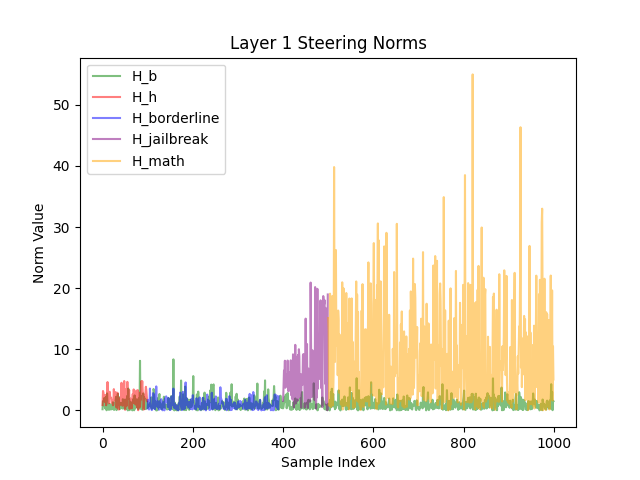 Layer 1 Steering Norms
H_b
H_h
H_borderline
H_jailbreak
H_math
Norm Value
50
40
30
20
10
0
0
200
400
600
800
1000
Sample Index